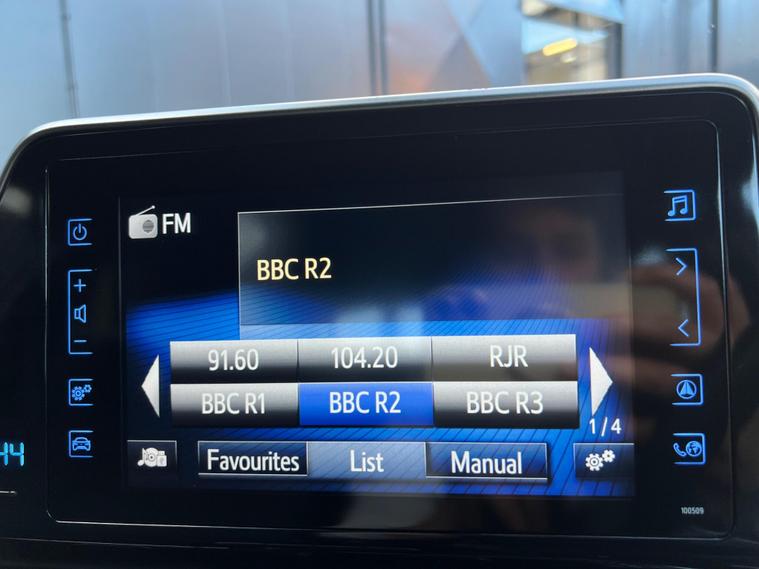 FM
BBC R2
91.60 104.20 RJR
BBC R1 BBC R2 BBC R3
1/4
Favourites List Manual
44
100509